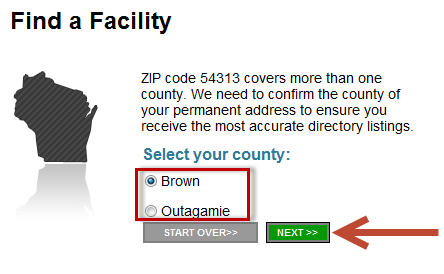 Find a Facility
ZIP code 54313 covers more than one
county. We need to confirm the county of
your permanent address to ensure you
receive the most accurate directory listings.
Select your county:
Brown
Outagamie
START OVER>>
NEXT >>